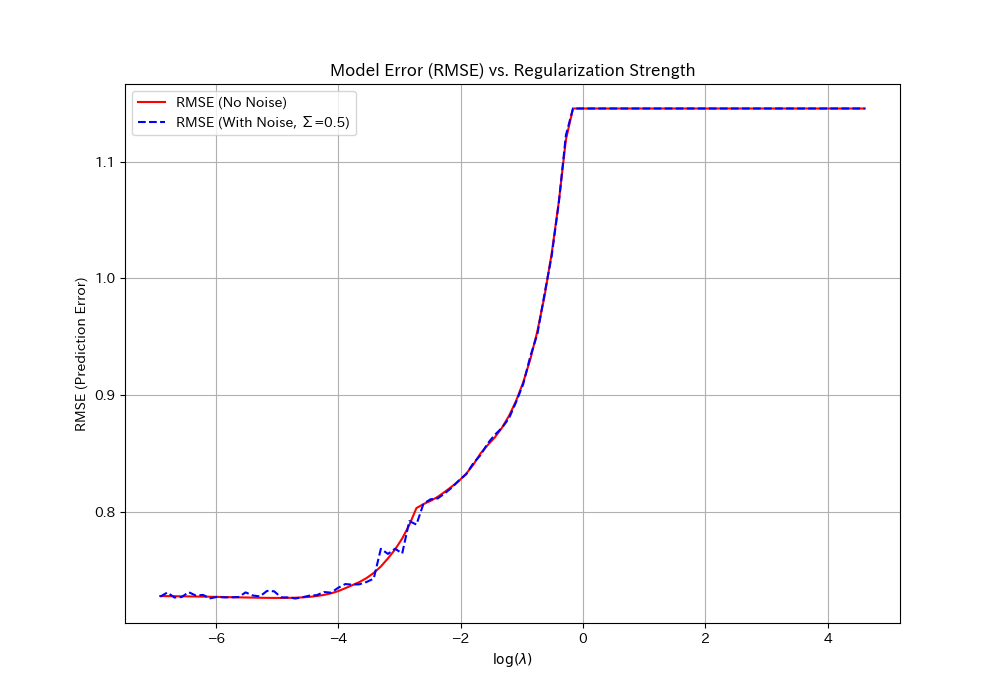 Model Error (RMSE) vs. Regularization Strength
RMSE (No Noise)
RMSE (With Noise, Σ=0.5)
RMSE (Prediction Error)
1.1
1.0
0.9
0.8
−6
−4
−2
0
2
4
log(λ)